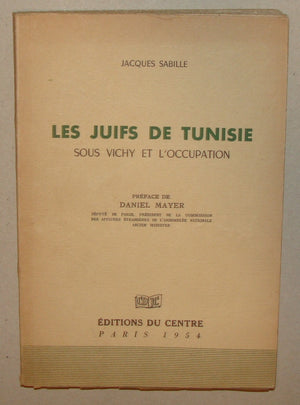 JACQUES SABILLE
LES JUIFS DE TUNISIE
SOUS VICHY ET L'OCCUPATION
PRÉFACE DE
DANIEL MAYER
DÉPUTÉ DE PARIS, PRÉSIDENT DE LA COMMISSION
DES AFFAIRES ÉTRANGÈRES DE L'ASSEMBLÉE NATIONALE
ANCIEN MINISTRE
CDJC
ÉDITIONS DU CENTRE
PARIS 1954